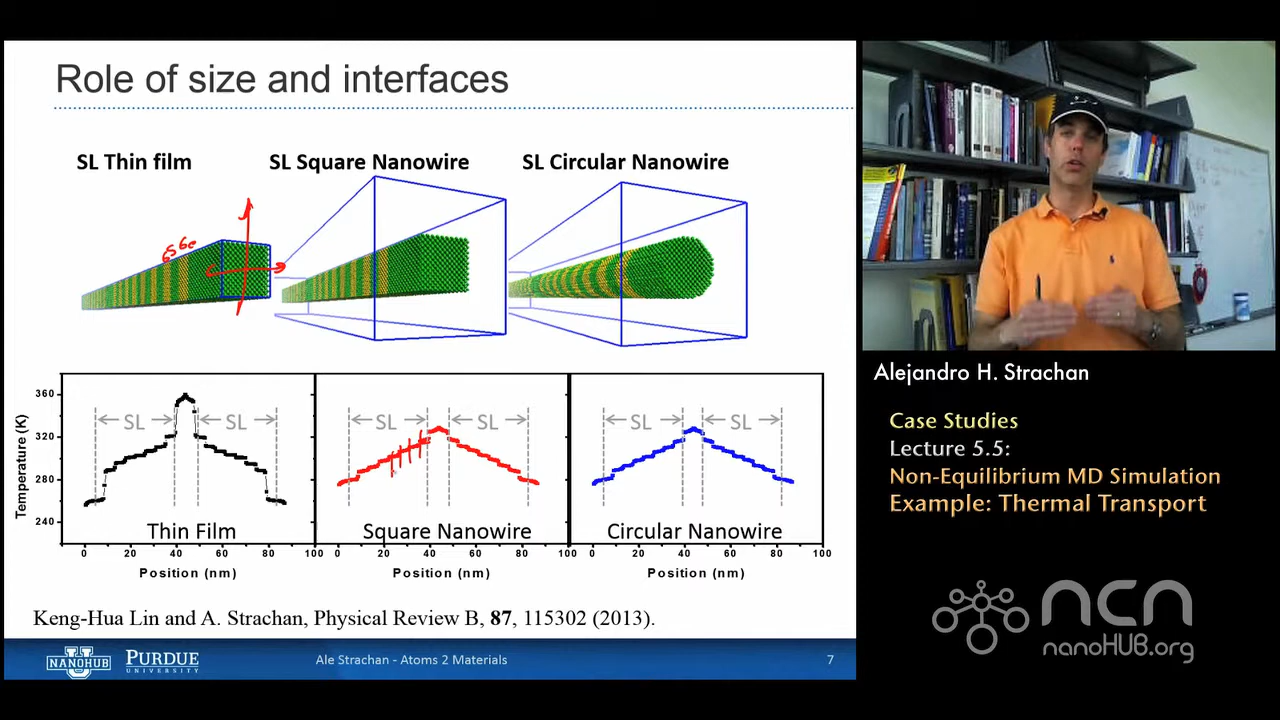 Role of size and interfaces
SL Thin film
SL Square Nanowire
SL Circular Nanowire
Si Ge
Temperature (K)
360
320
280
240
SL SL
SL SL
SL SL
Thin Film
Square Nanowire
Circular Nanowire
0 20 40 60 80 100
0 20 40 60 80 100
0 20 40 60 80 100
Position (nm)
Position (nm)
Position (nm)
Keng-Hua Lin and A. Strachan, Physical Review B, 87, 115302 (2013).
NANOHUB
PURDUE
UNIVERSITY
Ale Strachan - Atoms 2 Materials
7
Alejandro H. Strachan
Case Studies
Lecture 5.5:
Non-Equilibrium MD Simulation
Example: Thermal Transport
ncn
nanoHUB.org